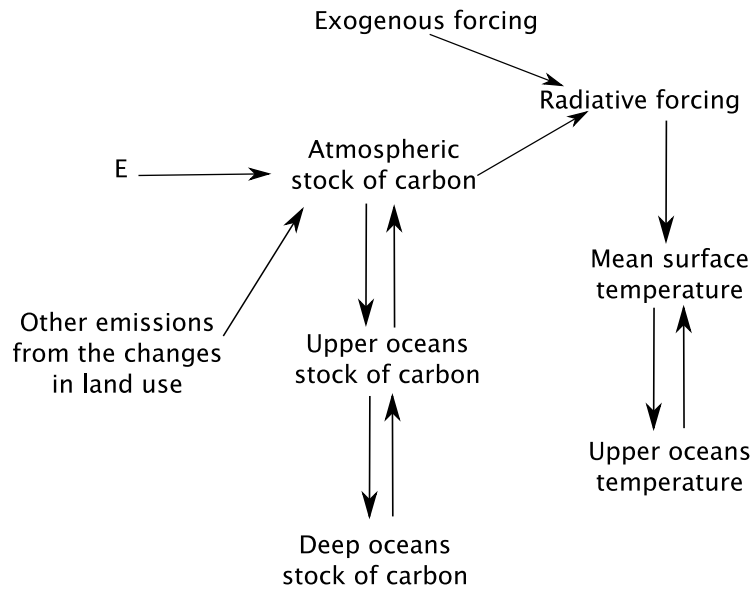 Exogenous forcing
Radiative forcing
Atmospheric
stock of carbon
E
Mean surface
temperature
Other emissions
from the changes
in land use
Upper oceans
stock of carbon
Upper oceans
temperature
Deep oceans
stock of carbon